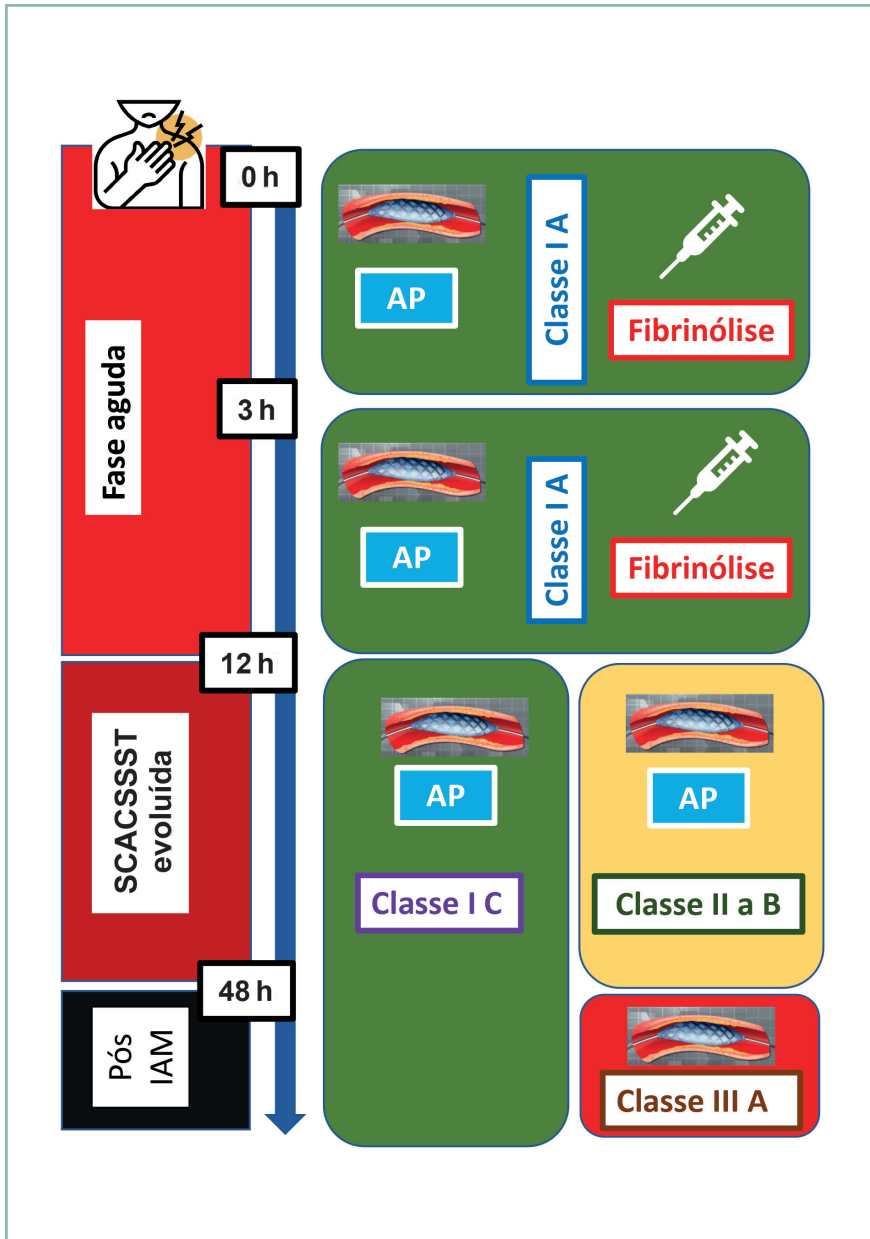 0 h
AP
Classe I A
Fibrinólise
Fase aguda
3 h
AP
Classe I A
Fibrinólise
12 h
SCACSSST
evoluída
AP
Classe I C
AP
Classe II a B
48 h
Pós
IAM
Classe III A